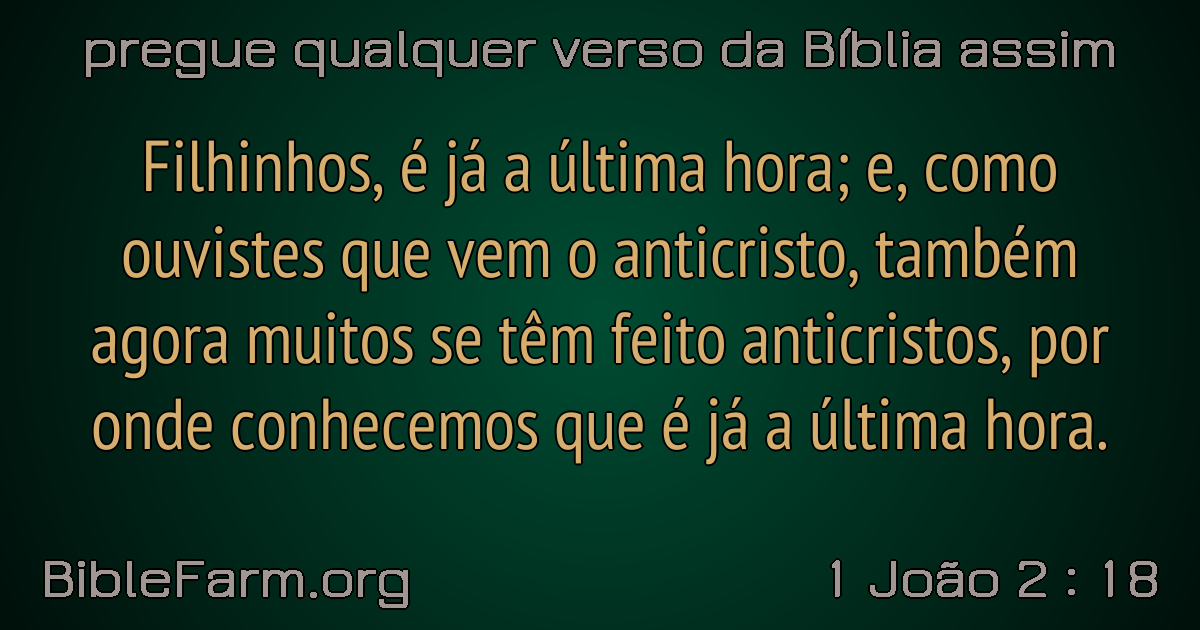 pregue qualquer verso da Bíblia assim
Filhinhos, é já a última hora; e, como
ouvistes que vem o anticristo, também
agora muitos se têm feito anticristos, por
onde conhecemos que é já a última hora.
BibleFarm.org
1 João 2 : 18